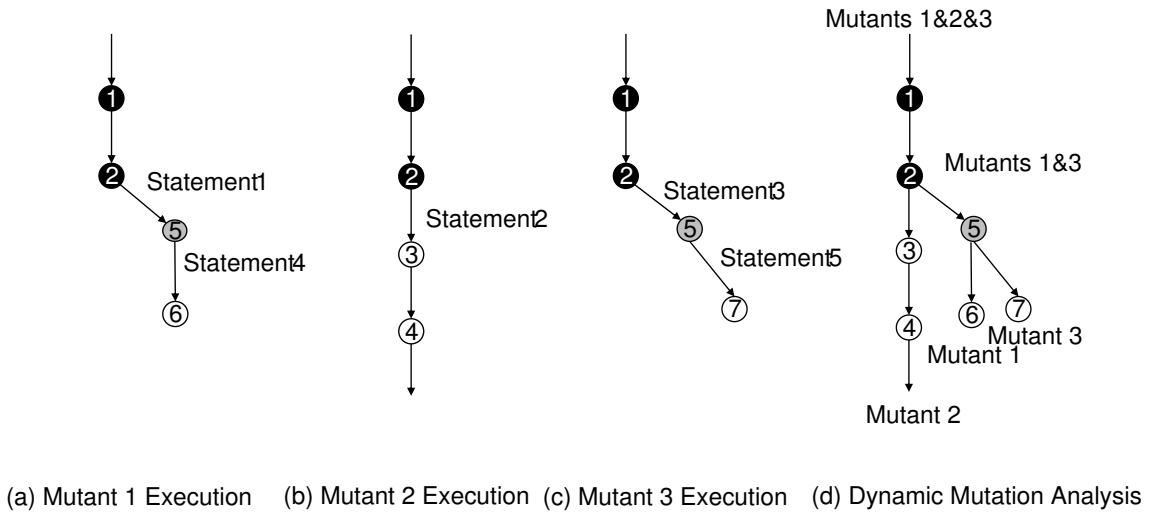 Mutants 1&2&3
1
1
1
1
2
Statement1
2
2
Statement3
2
Mutants 1&3
5
Statement2
5
5
Statement4
3
Statement5
3
6
4
7
4
6
7
Mutant 3
Mutant 1
Mutant 2
(a) Mutant 1 Execution
(b) Mutant 2 Execution
(c) Mutant 3 Execution
(d) Dynamic Mutation Analysis